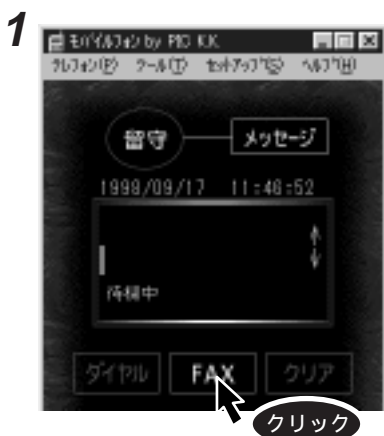 1
モバイルフォン by PIC K.K.
テレフォン(P) ツール(T) セットアップ(S) ヘルプ(H)
留守 メッセージ
1998/09/17 11:46:52
待機中
ダイヤル FAX クリア
クリック